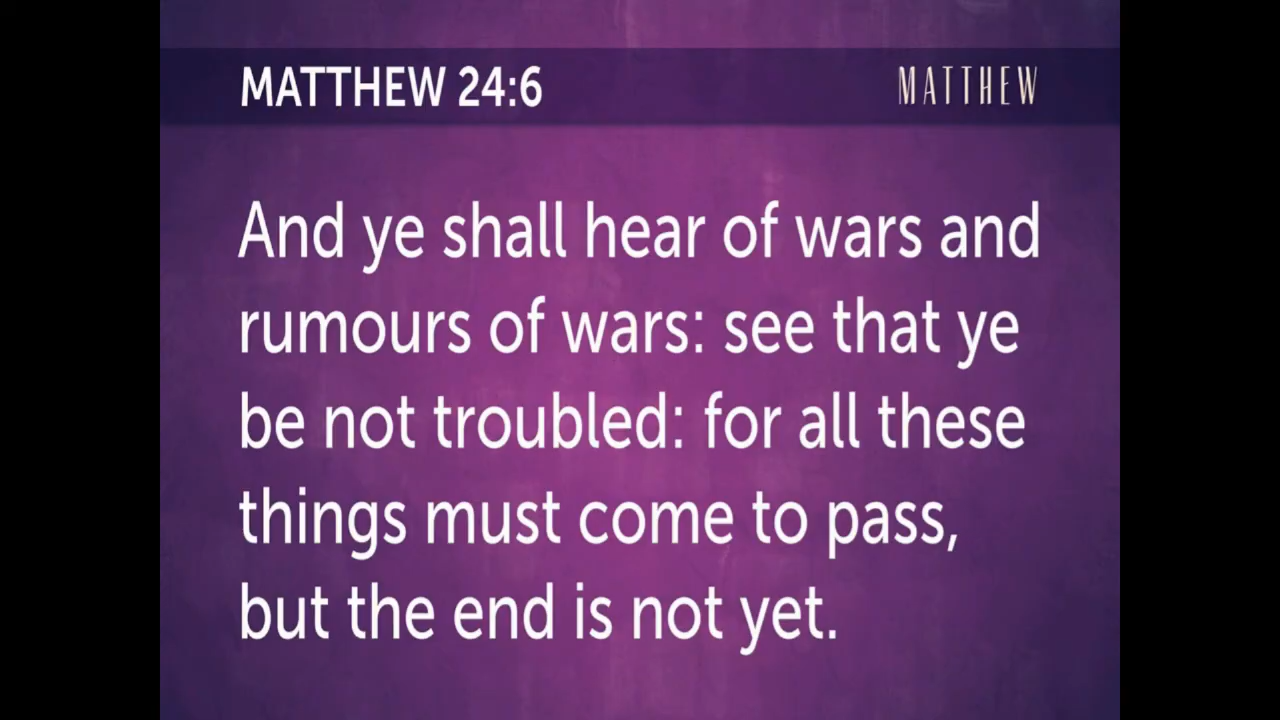 MATTHEW 24:6
MATTHEW
And ye shall hear of wars and
rumours of wars: see that ye
be not troubled: for all these
things must come to pass,
but the end is not yet.